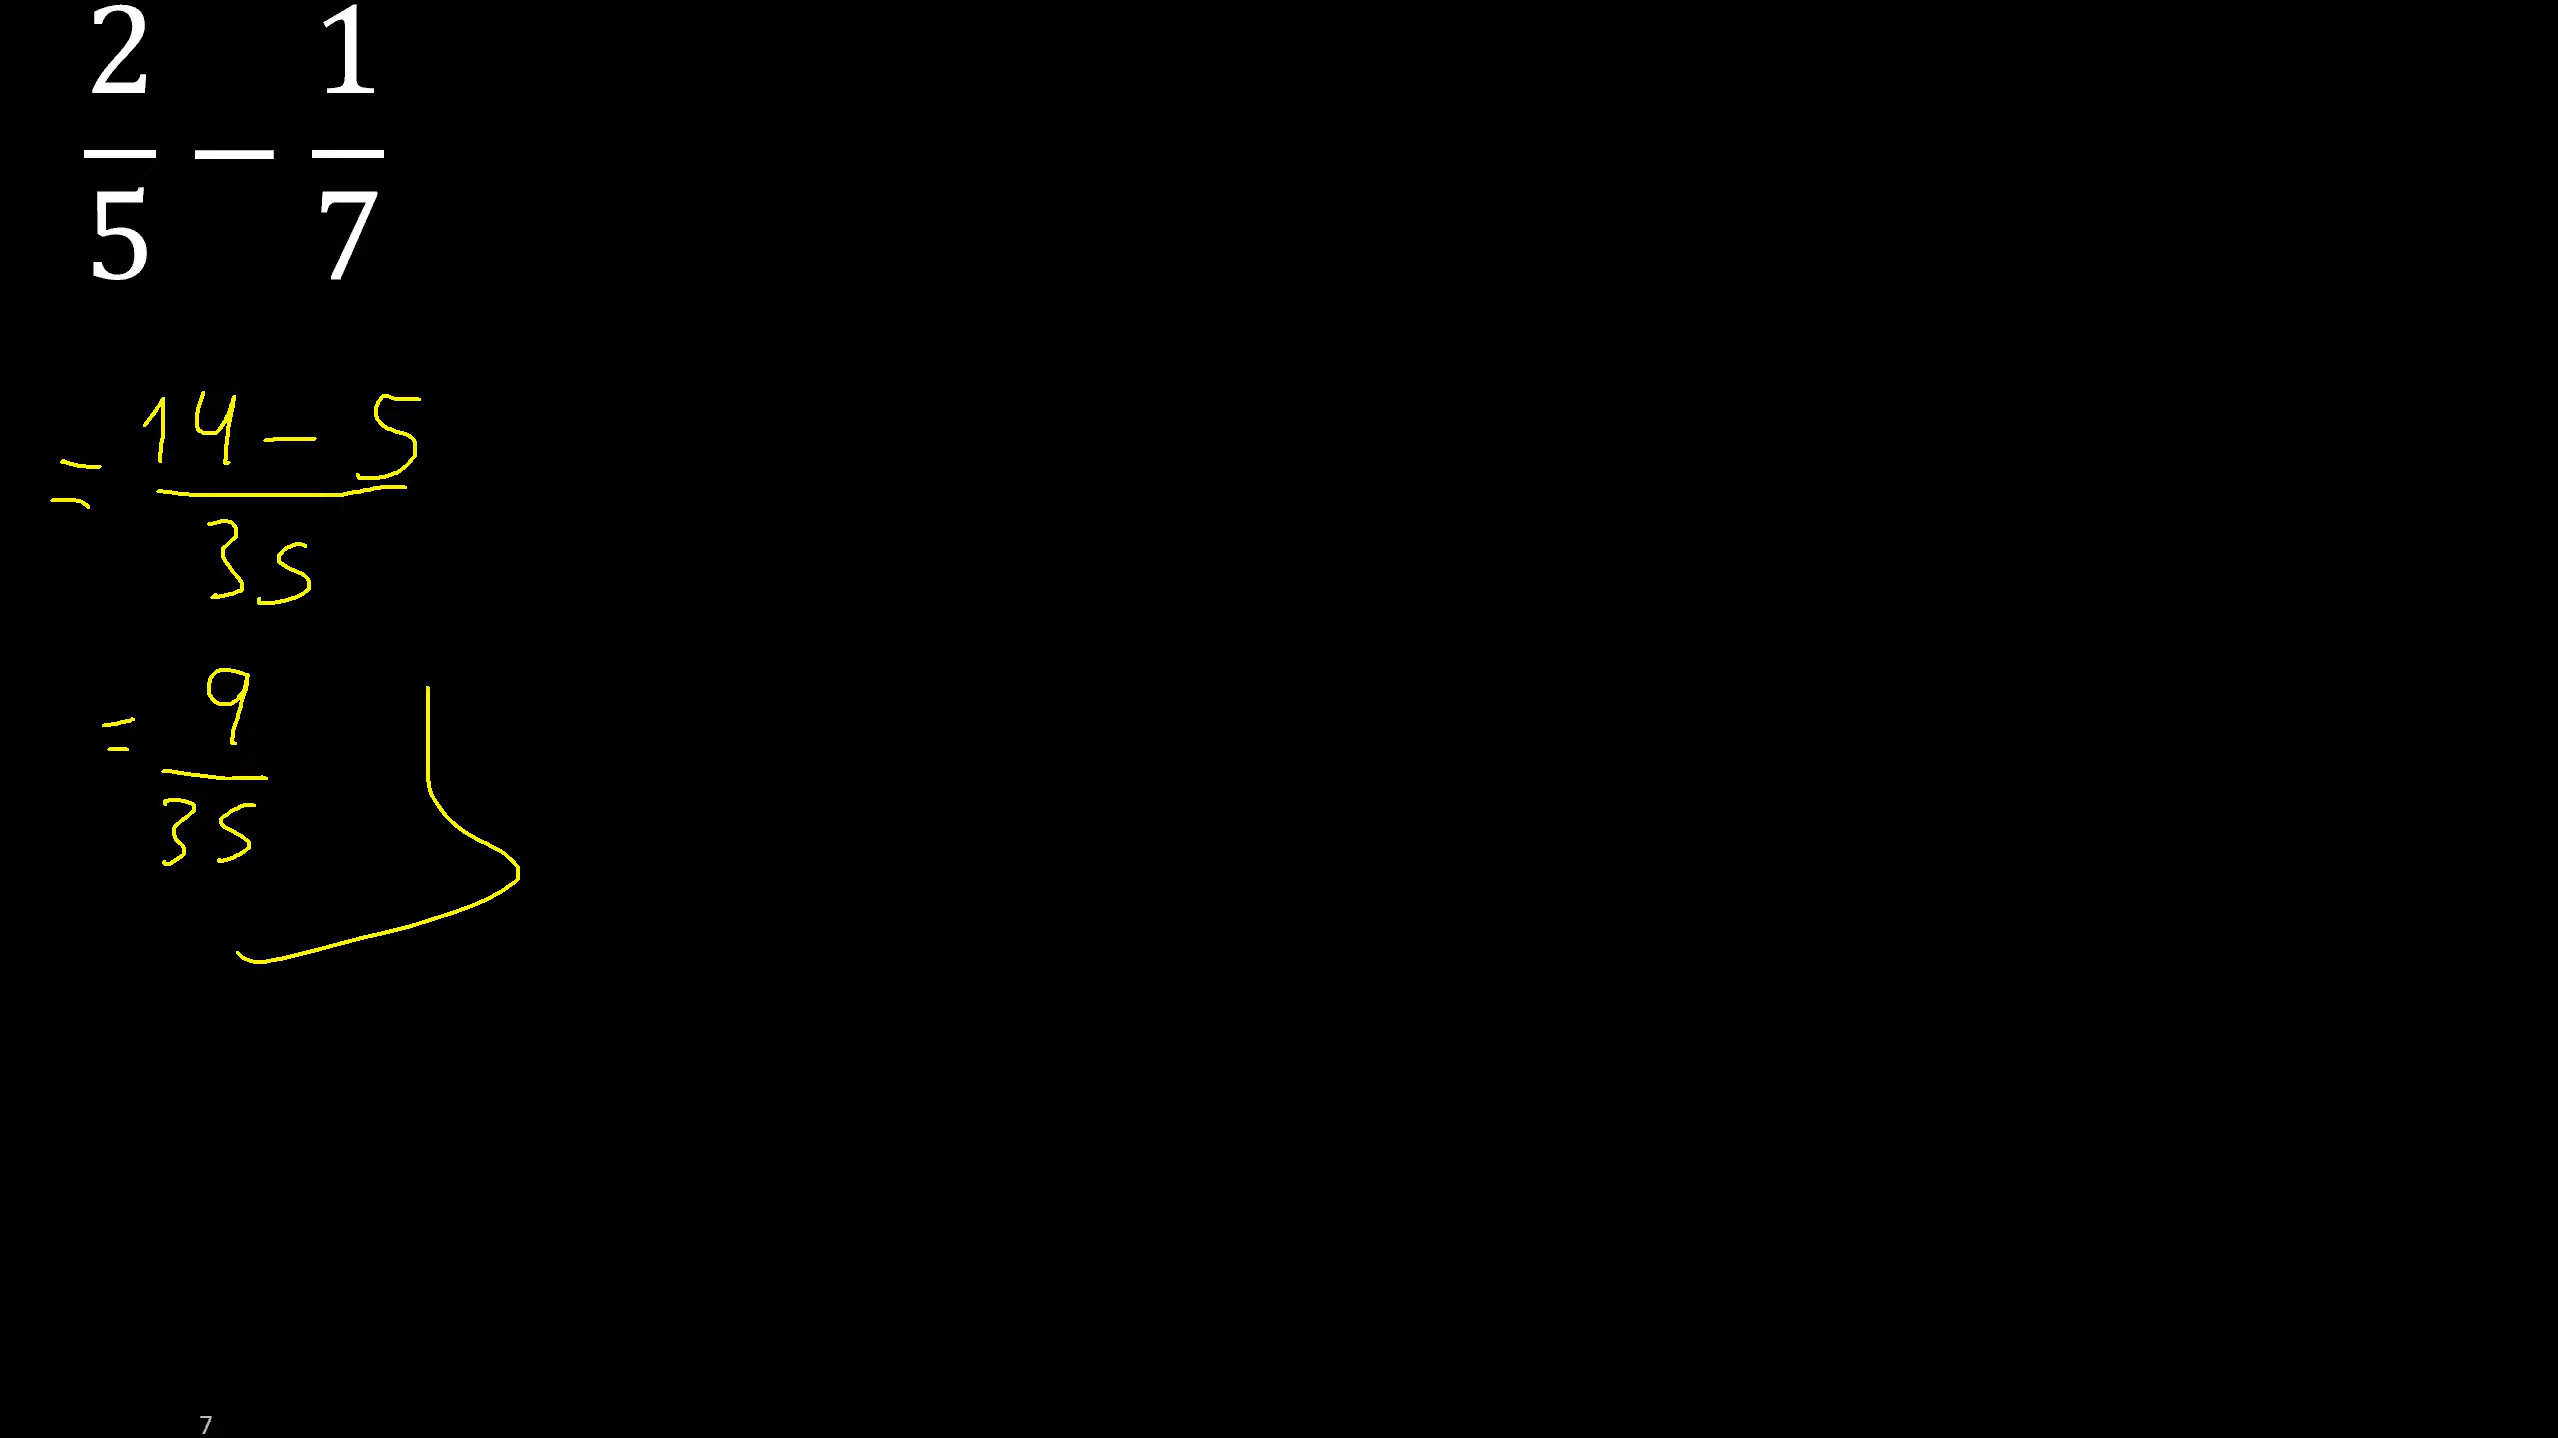 2/5 − 1/7
= (14 − 5)/35
= 9/35
7